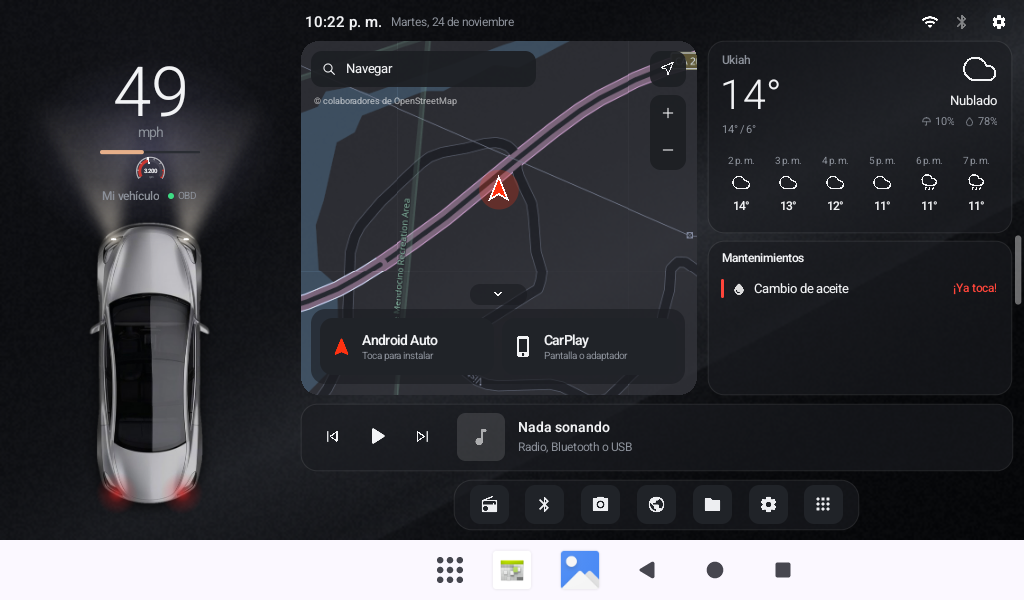 10:22 p. m. Martes, 24 de noviembre
49
mph
3.200
Mi vehículo OBD
Navegar
© colaboradores de OpenStreetMap
20
Mendocino Recreation Area
+
−
Android Auto
Toca para instalar
CarPlay
Pantalla o adaptador
Ukiah
14°
14° / 6°
Nublado
10% 78%
2 p. m. 3 p. m. 4 p. m. 5 p. m. 6 p. m. 7 p. m.
14° 13° 12° 11° 11° 11°
Mantenimientos
Cambio de aceite ¡Ya toca!
Nada sonando
Radio, Bluetooth o USB